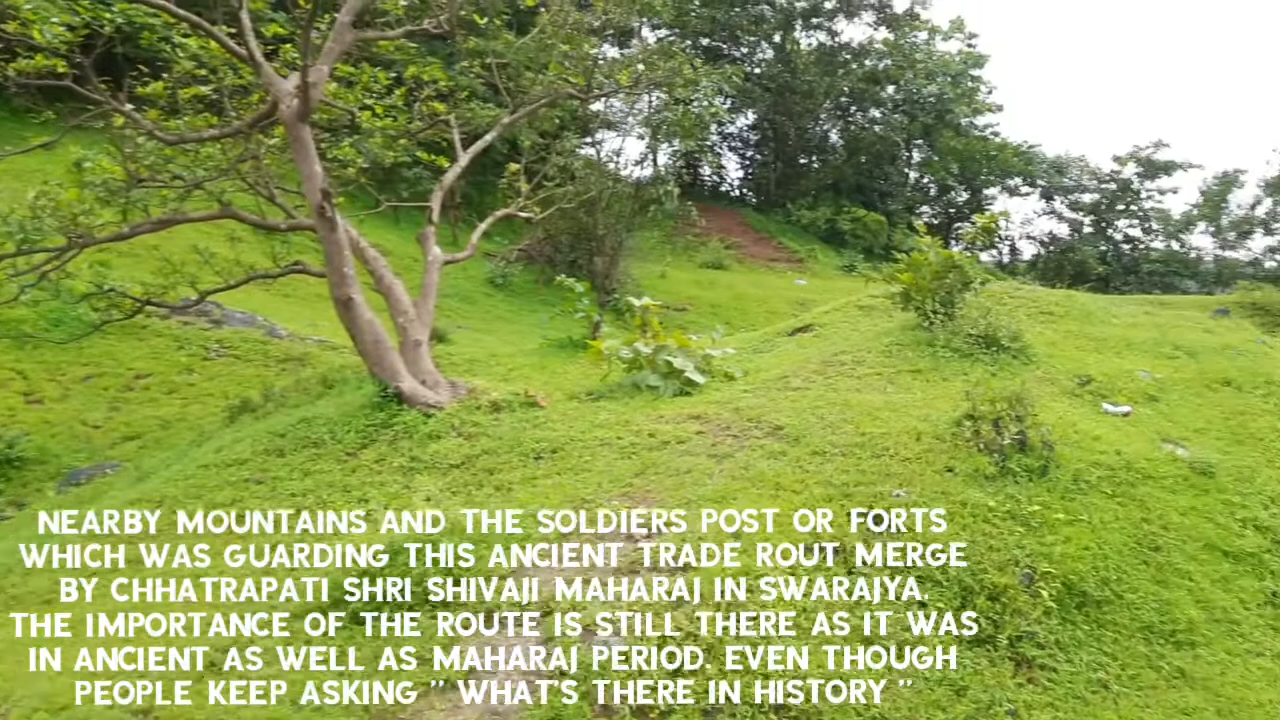 NEARBY MOUNTAINS AND THE SOLDIERS POST OR FORTS
WHICH WAS GUARDING THIS ANCIENT TRADE ROUT MERGE
BY CHHATRAPATI SHRI SHIVAJI MAHARAJ IN SWARAJYA.
THE IMPORTANCE OF THE ROUTE IS STILL THERE AS IT WAS
IN ANCIENT AS WELL AS MAHARAJ PERIOD. EVEN THOUGH
PEOPLE KEEP ASKING " WHAT'S THERE IN HISTORY "